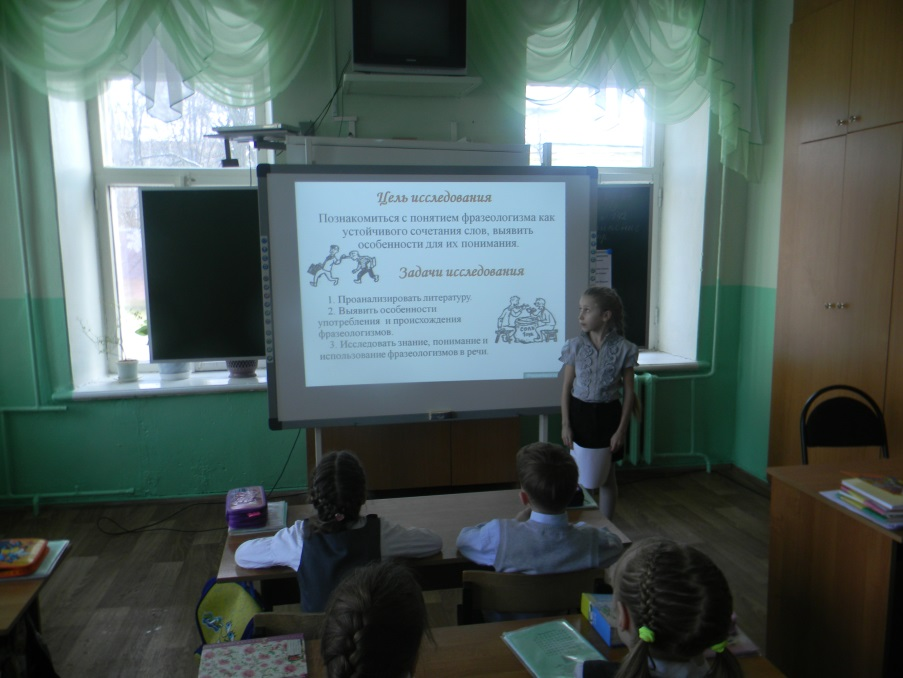 Цель исследования
Познакомиться с понятием фразеологизма как
устойчивого сочетания слов, выявить
особенности для их понимания.
Задачи исследования
1. Проанализировать литературу.
2. Выявить особенности
употребления и происхождения
фразеологизмов.
3. Исследовать знание, понимание и
использование фразеологизмов в речи.